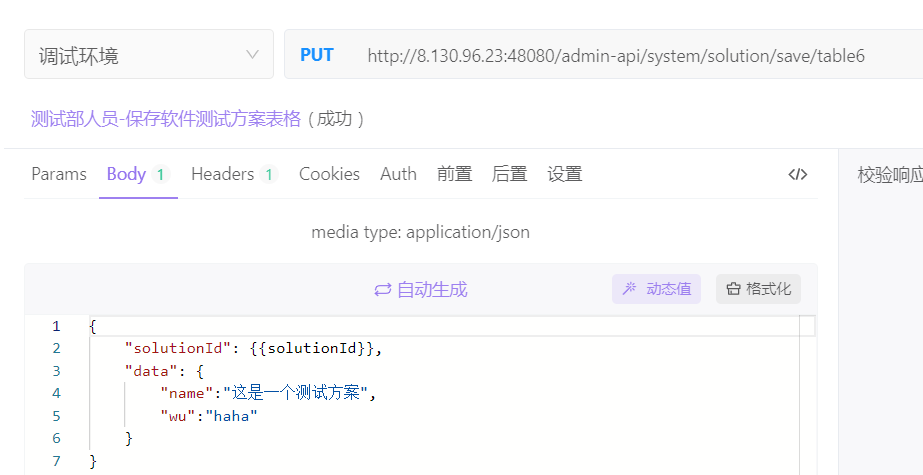 调试环境 PUT http://8.130.96.23:48080/admin-api/system/solution/save/table6
测试部人员-保存软件测试方案表格 ( 成功 )
Params Body 1 Headers 1 Cookies Auth 前置 后置 设置 </> 校验响应
media type: application/json
自动生成 动态值 格式化
1 {
2 "solutionId": {{solutionId}},
3 "data": {
4 "name":"这是一个测试方案",
5 "wu":"haha"
6 }
7 }